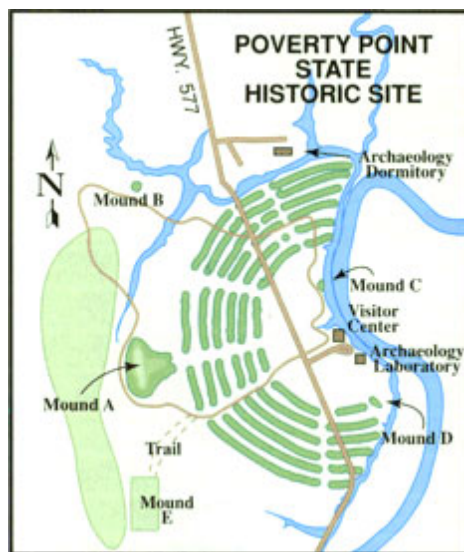 HWY. 577
POVERTY POINT
STATE
HISTORIC SITE
Archaeology
Dormitory
N
Mound B
Mound C
Visitor
Center
Archaeology
Laboratory
Mound A
Mound D
Trail
Mound
E